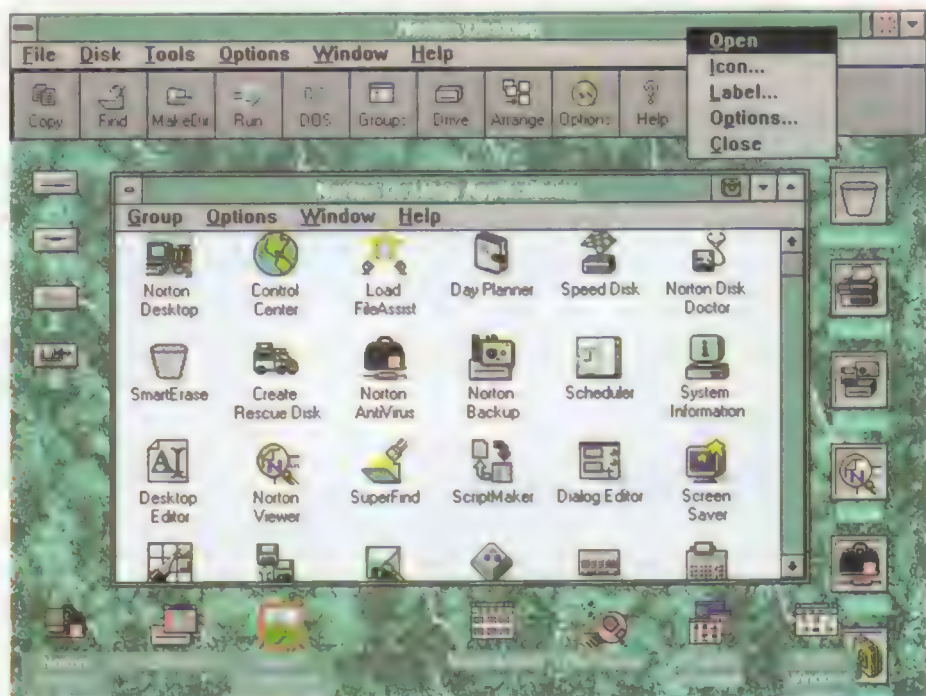 File Disk Tools Options Window Help
Open
Icon...
Label...
Options...
Close
Copy Find MakeDir Run DOS Groups Drive Arrange Options Help
Group Options Window Help
Norton Desktop
Control Center
Load FileAssist
Day Planner
Speed Disk
Norton Disk Doctor
SmartErase
Create Rescue Disk
Norton AntiVirus
Norton Backup
Scheduler
System Information
Desktop Editor
Norton Viewer
SuperFind
ScriptMaker
Dialog Editor
Screen Saver